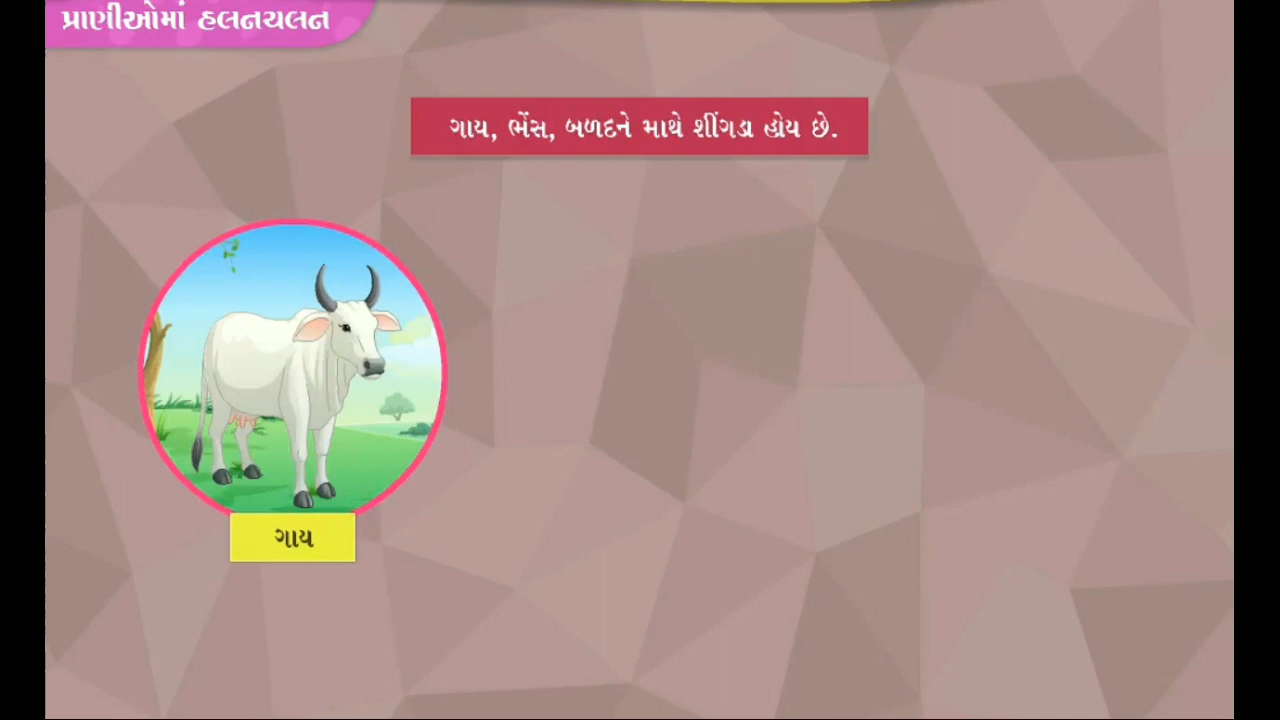 પ્રાણીઓમાં હલનચલન
ગાય, ભેંસ, બળદને માથે શીંગડા હોય છે.
ગાય